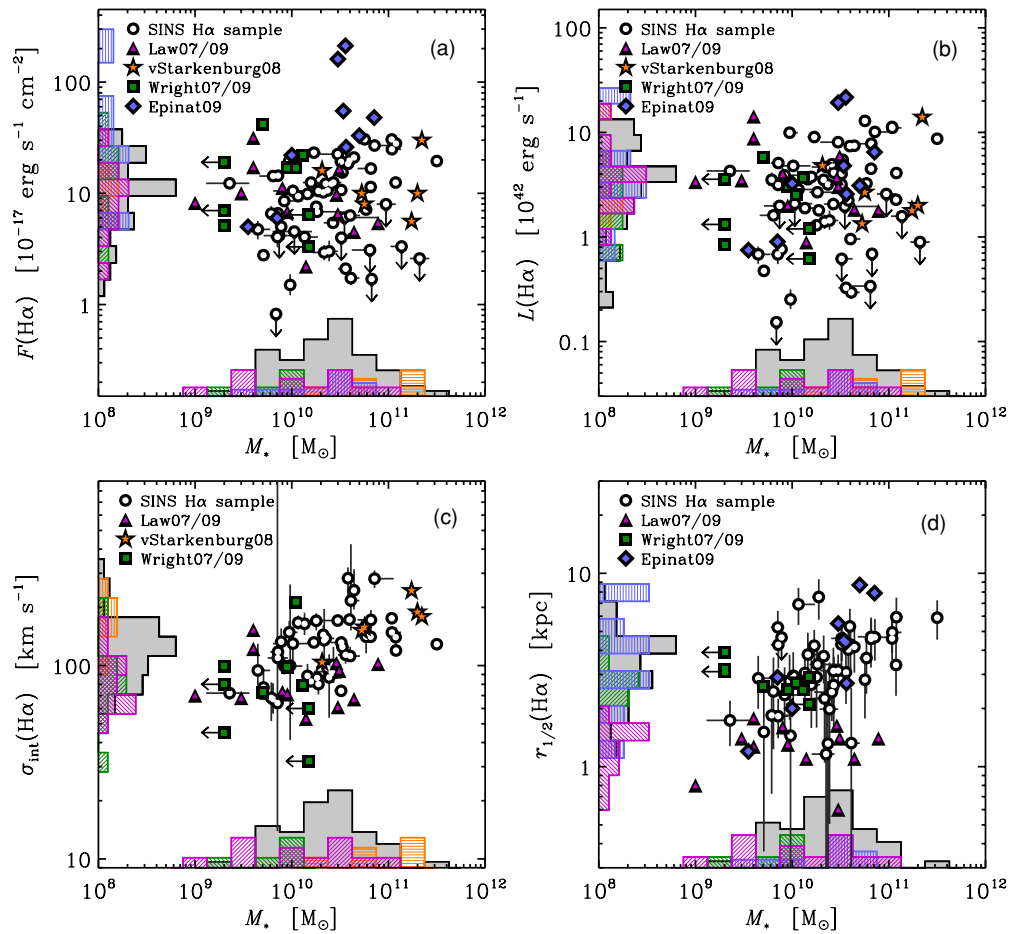 SINS Hα sample
Law07/09
vStarkenburg08
Wright07/09
Epinat09
(a)
100
10
1
F(Hα) [10⁻¹⁷ erg s⁻¹ cm⁻²]
10⁸ 10⁹ 10¹⁰ 10¹¹ 10¹²
M* [M⊙]
SINS Hα sample
Law07/09
vStarkenburg08
Wright07/09
Epinat09
(b)
10
1
0.1
L(Hα) [10⁴² erg s⁻¹]
10⁸ 10⁹ 10¹⁰ 10¹¹ 10¹²
M* [M⊙]
SINS Hα sample
Law07/09
vStarkenburg08
Wright07/09
(c)
100
10
σint(Hα) [km s⁻¹]
10⁸ 10⁹ 10¹⁰ 10¹¹ 10¹²
M* [M⊙]
SINS Hα sample
Law07/09
Wright07/09
Epinat09
(d)
10
1
r1/2(Hα) [kpc]
10⁸ 10⁹ 10¹⁰ 10¹¹ 10¹²
M* [M⊙]